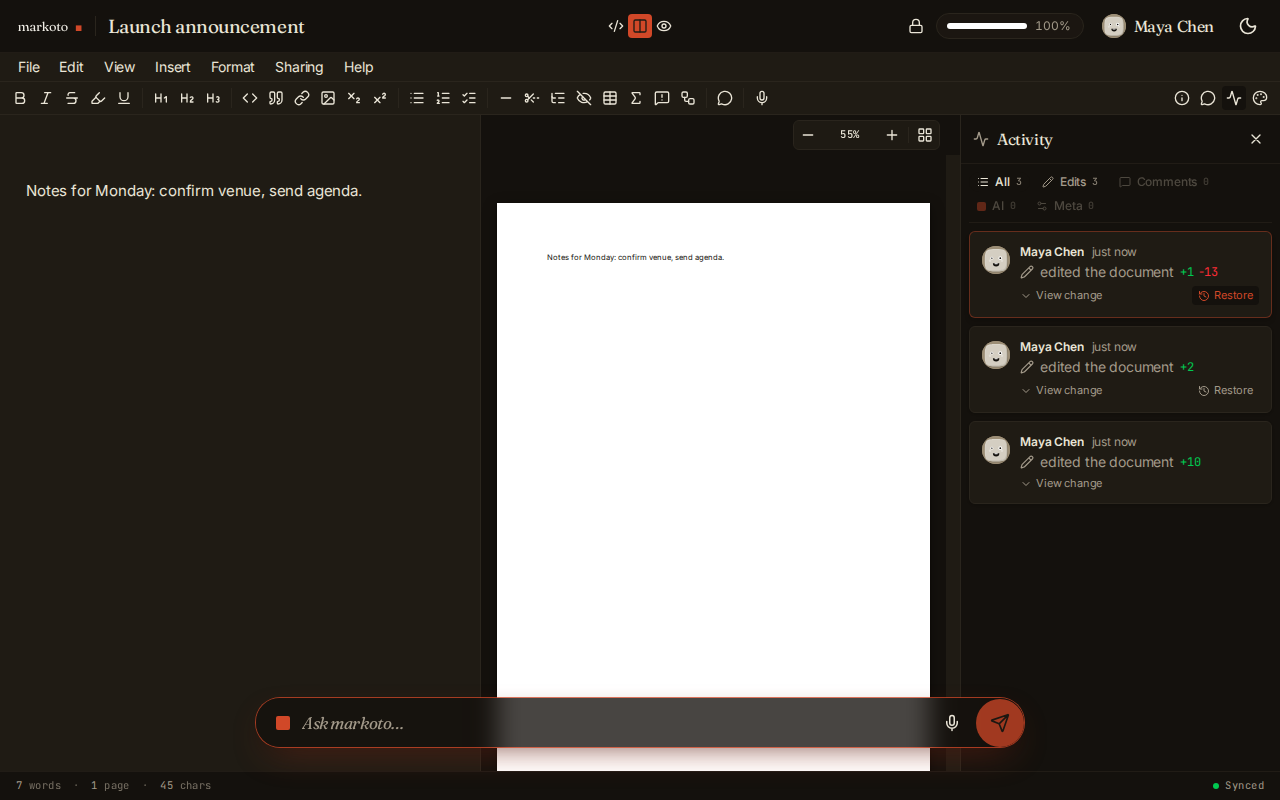 markoto
Launch announcement
100%
Maya Chen
File Edit View Insert Format Sharing Help
H1 H2 H3
55%
Activity
Notes for Monday: confirm venue, send agenda.
Notes for Monday: confirm venue, send agenda.
All 3 Edits 3 Comments 0
AI 0 Meta 0
Maya Chen just now
edited the document +1 -13
View change Restore
Maya Chen just now
edited the document +2
View change Restore
Maya Chen just now
edited the document +10
View change
Ask markoto...
7 words · 1 page · 45 chars
Synced